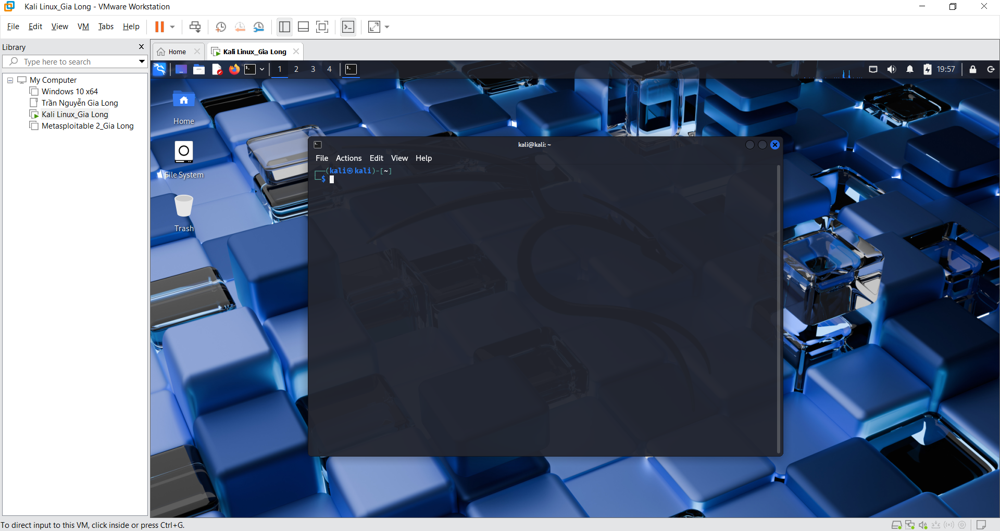 Kali Linux_Gia Long - VMware Workstation
File Edit View VM Tabs Help
Library
Type here to search
My Computer
Windows 10 x64
Trần Nguyễn Gia Long
Kali Linux_Gia Long
Metasploitable 2_Gia Long
Home
Kali Linux_Gia Long
1 2 3 4
19:57
Home
File System
Trash
kali@kali: ~
File Actions Edit View Help
┌──(kali㉿kali)-[~]
└─$
To direct input to this VM, click inside or press Ctrl+G.